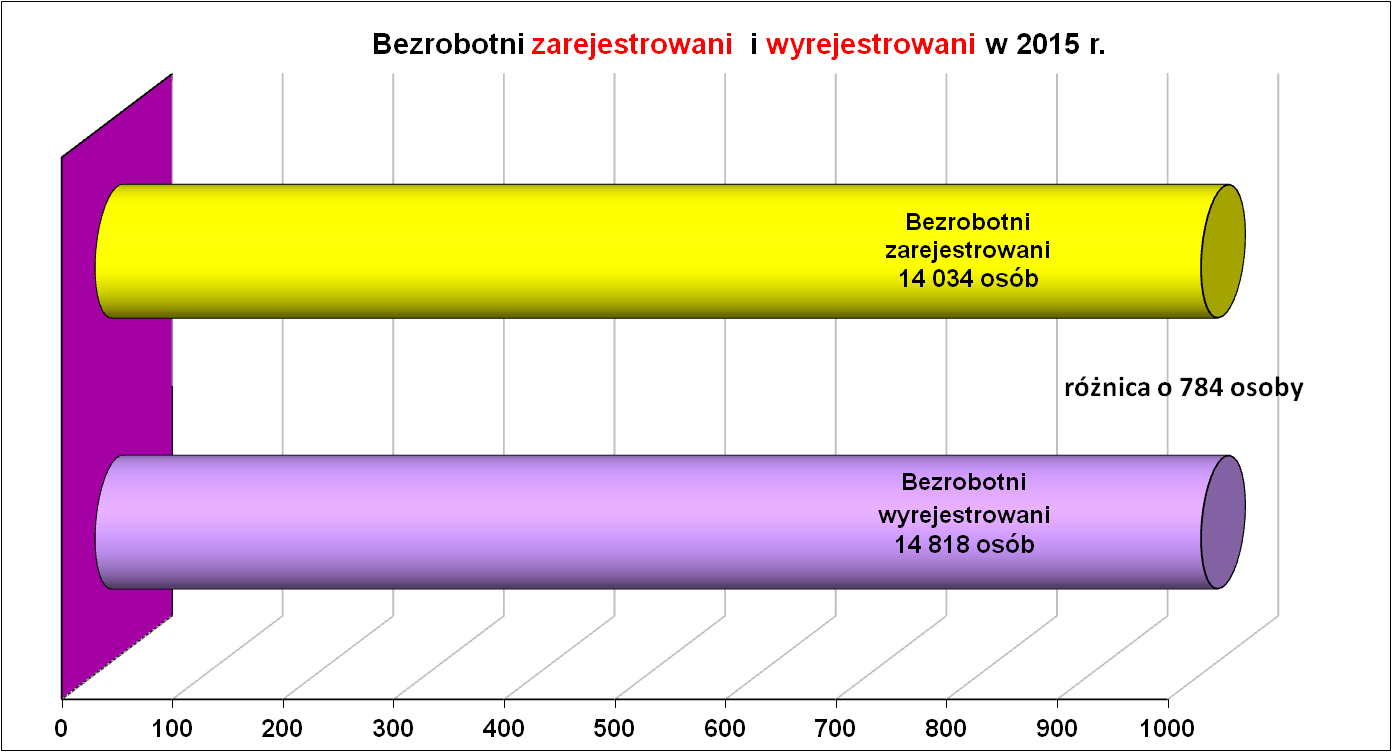 Bezrobotni zarejestrowani i wyrejestrowani w 2015 r.
Bezrobotni
zarejestrowani
14 034 osób
różnica o 784 osoby
Bezrobotni
wyrejestrowani
14 818 osób
0 100 200 300 400 500 600 700 800 900 1000